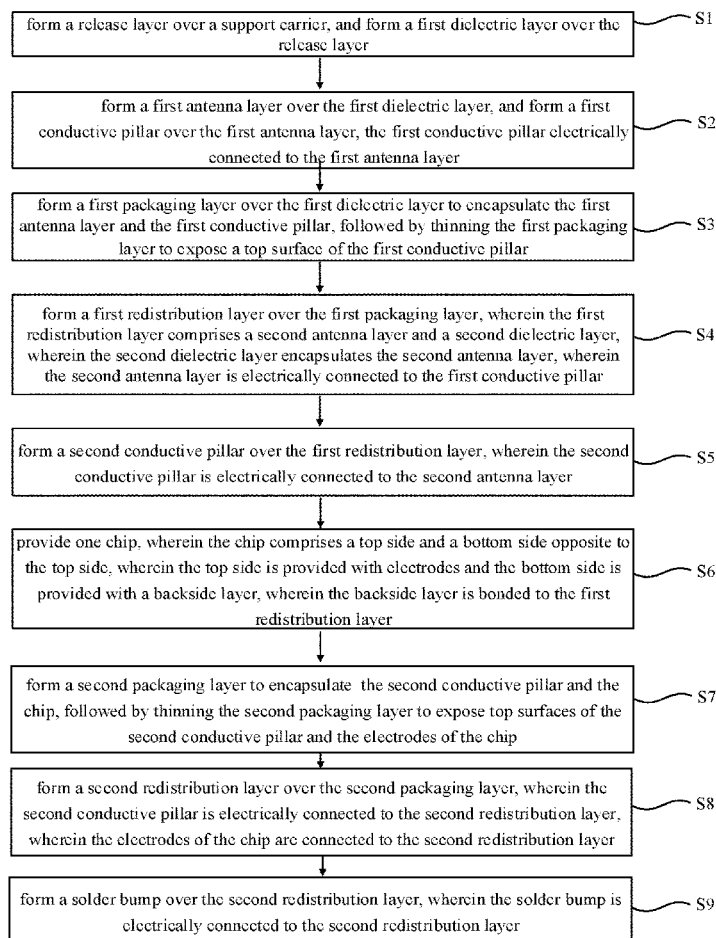 form a release layer over a support carrier, and form a first dielectric layer over the
release layer
S1
form a first antenna layer over the first dielectric layer, and form a first
conductive pillar over the first antenna layer, the first conductive pillar electrically
connected to the first antenna layer
S2
form a first packaging layer over the first dielectric layer to encapsulate the first
antenna layer and the first conductive pillar, followed by thinning the first packaging
layer to expose a top surface of the first conductive pillar
S3
form a first redistribution layer over the first packaging layer, wherein the first
redistribution layer comprises a second antenna layer and a second dielectric layer,
wherein the second dielectric layer encapsulates the second antenna layer, wherein
the second antenna layer is electrically connected to the first conductive pillar
S4
form a second conductive pillar over the first redistribution layer, wherein the second
conductive pillar is electrically connected to the second antenna layer
S5
provide one chip, wherein the chip comprises a top side and a bottom side opposite to
the top side, wherein the top side is provided with electrodes and the bottom side is
provided with a backside layer, wherein the backside layer is bonded to the first
redistribution layer
S6
form a second packaging layer to encapsulate the second conductive pillar and the
chip, followed by thinning the second packaging layer to expose top surfaces of the
second conductive pillar and the electrodes of the chip
S7
form a second redistribution layer over the second packaging layer, wherein the
second conductive pillar is electrically connected to the second redistribution layer,
wherein the electrodes of the chip are connected to the second redistribution layer
S8
form a solder bump over the second redistribution layer, wherein the solder bump is
electrically connected to the second redistribution layer
S9